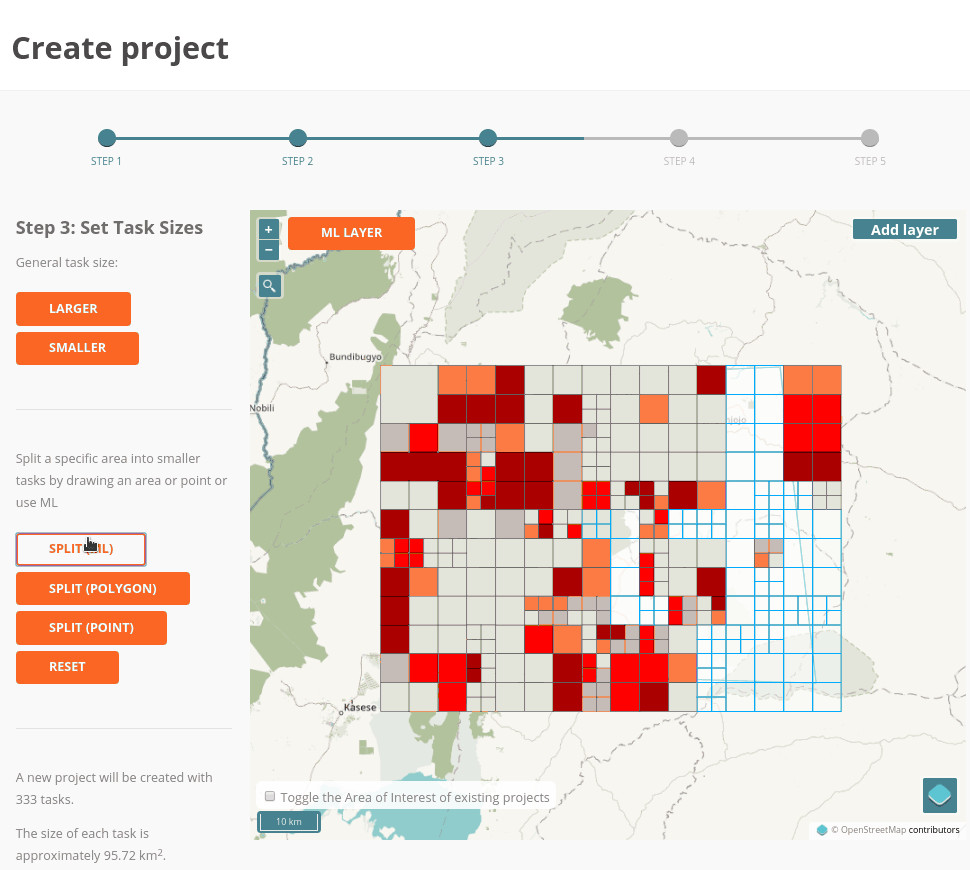 Create project
STEP 1
STEP 2
STEP 3
STEP 4
STEP 5
Step 3: Set Task Sizes
General task size:
LARGER
SMALLER
Split a specific area into smaller
tasks by drawing an area or point or
use ML
SPLIT (ML)
SPLIT (POLYGON)
SPLIT (POINT)
RESET
A new project will be created with
333 tasks.
The size of each task is
approximately 95.72 km².
+
−
ML LAYER
Add layer
Bundibugyo
Nobili
Kasese
Toggle the Area of Interest of existing projects
10 km
© OpenStreetMap contributors